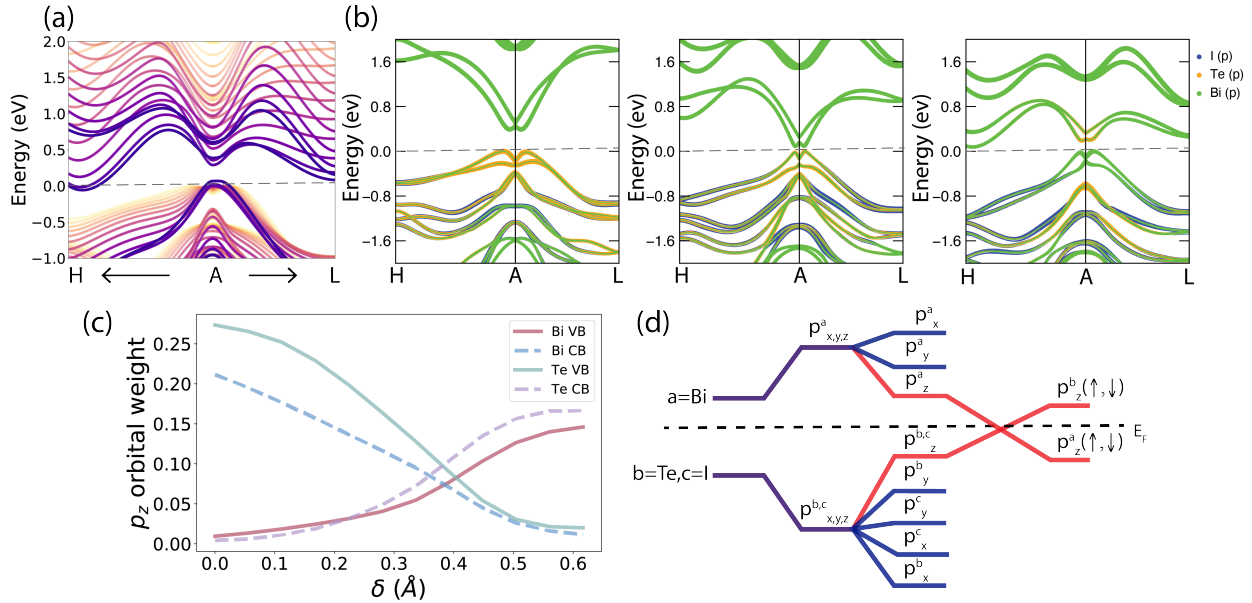 (a)
Energy (eV)
2.0
1.5
1.0
0.5
0.0
−0.5
−1.0
H
A
L
(b)
Energy (eV)
1.6
0.8
0.0
−0.8
−1.6
H
A
L
Energy (ev)
1.6
0.8
0.0
−0.8
−1.6
H
A
L
Energy (ev)
1.6
0.8
0.0
−0.8
−1.6
H
A
L
I (p)
Te (p)
Bi (p)
(c)
p_z orbital weight
0.25
0.20
0.15
0.10
0.05
0.00
0.0 0.1 0.2 0.3 0.4 0.5 0.6
δ (Å)
Bi VB
Bi CB
Te VB
Te CB
(d)
a=Bi
p^a_x,y,z
p^a_x
p^a_y
p^a_z
p^b_z(↑,↓)
E_F
p^a_z(↑,↓)
b=Te,c=I
p^b,c_x,y,z
p^b,c_z
p^b_y
p^c_y
p^c_x
p^b_x